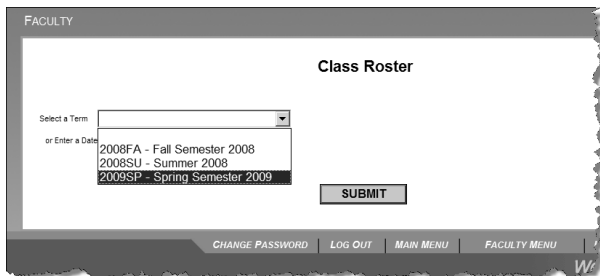 FACULTY
Class Roster
Select a Term
or Enter a Date
2008FA - Fall Semester 2008
2008SU - Summer 2008
2009SP - Spring Semester 2009
SUBMIT
CHANGE PASSWORD LOG OUT MAIN MENU FACULTY MENU